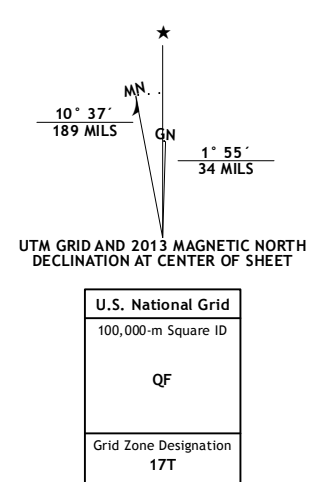 ★
MN
GN
10° 37´
189 MILS
1° 55´
34 MILS
UTM GRID AND 2013 MAGNETIC NORTH
DECLINATION AT CENTER OF SHEET
U.S. National Grid
100,000-m Square ID
QF
Grid Zone Designation
17T